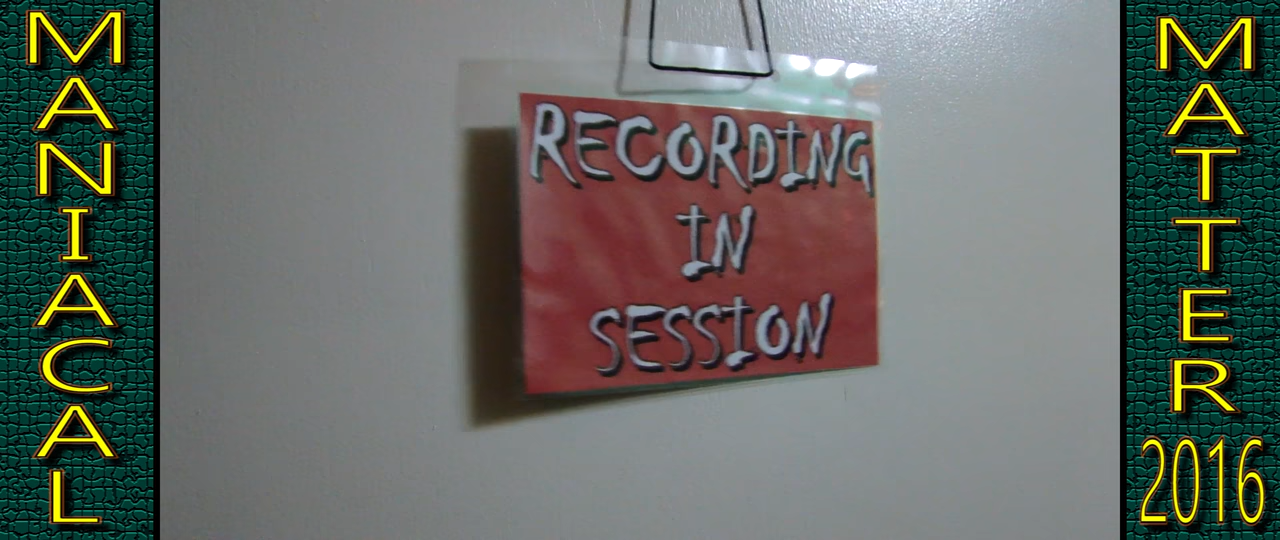 MANIACAL
RECORDING
IN
SESSION
MATTER
2016